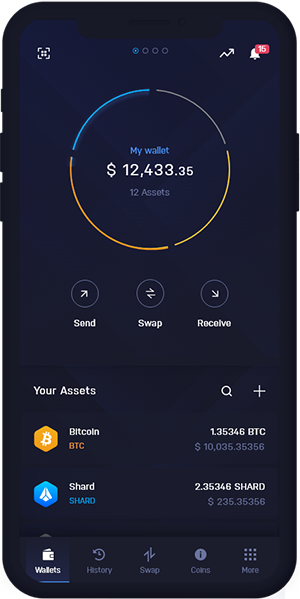 15
My wallet
$ 12,433.35
12 Assets
Send Swap Receive
Your Assets
Bitcoin 1.35346 BTC
BTC $ 10,035.35356
Shard 2.35346 SHARD
SHARD $ 235.35356
Wallets History Swap Coins More